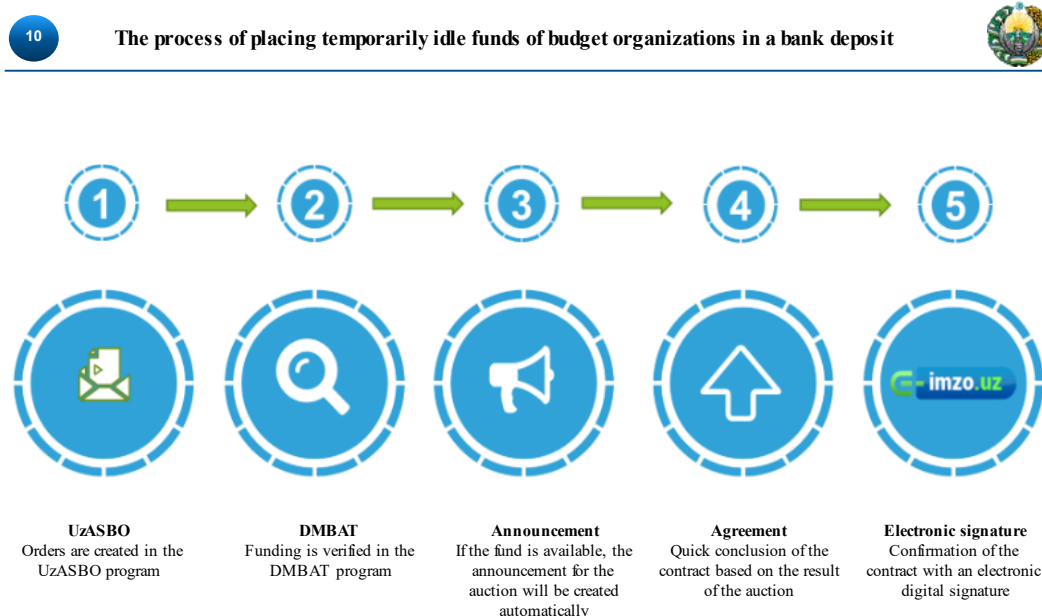 10
The process of placing temporarily idle funds of budget organizations in a bank deposit
1
2
3
4
5
e-imzo.uz
UzASBO
Orders are created in the
UzASBO program
DMBAT
Funding is verified in the
DMBAT program
Announcement
If the fund is available, the
announcement for the
auction will be created
automatically
Agreement
Quick conclusion of the
contract based on the result
of the auction
Electronic signature
Confirmation of the
contract with an electronic
digital signature